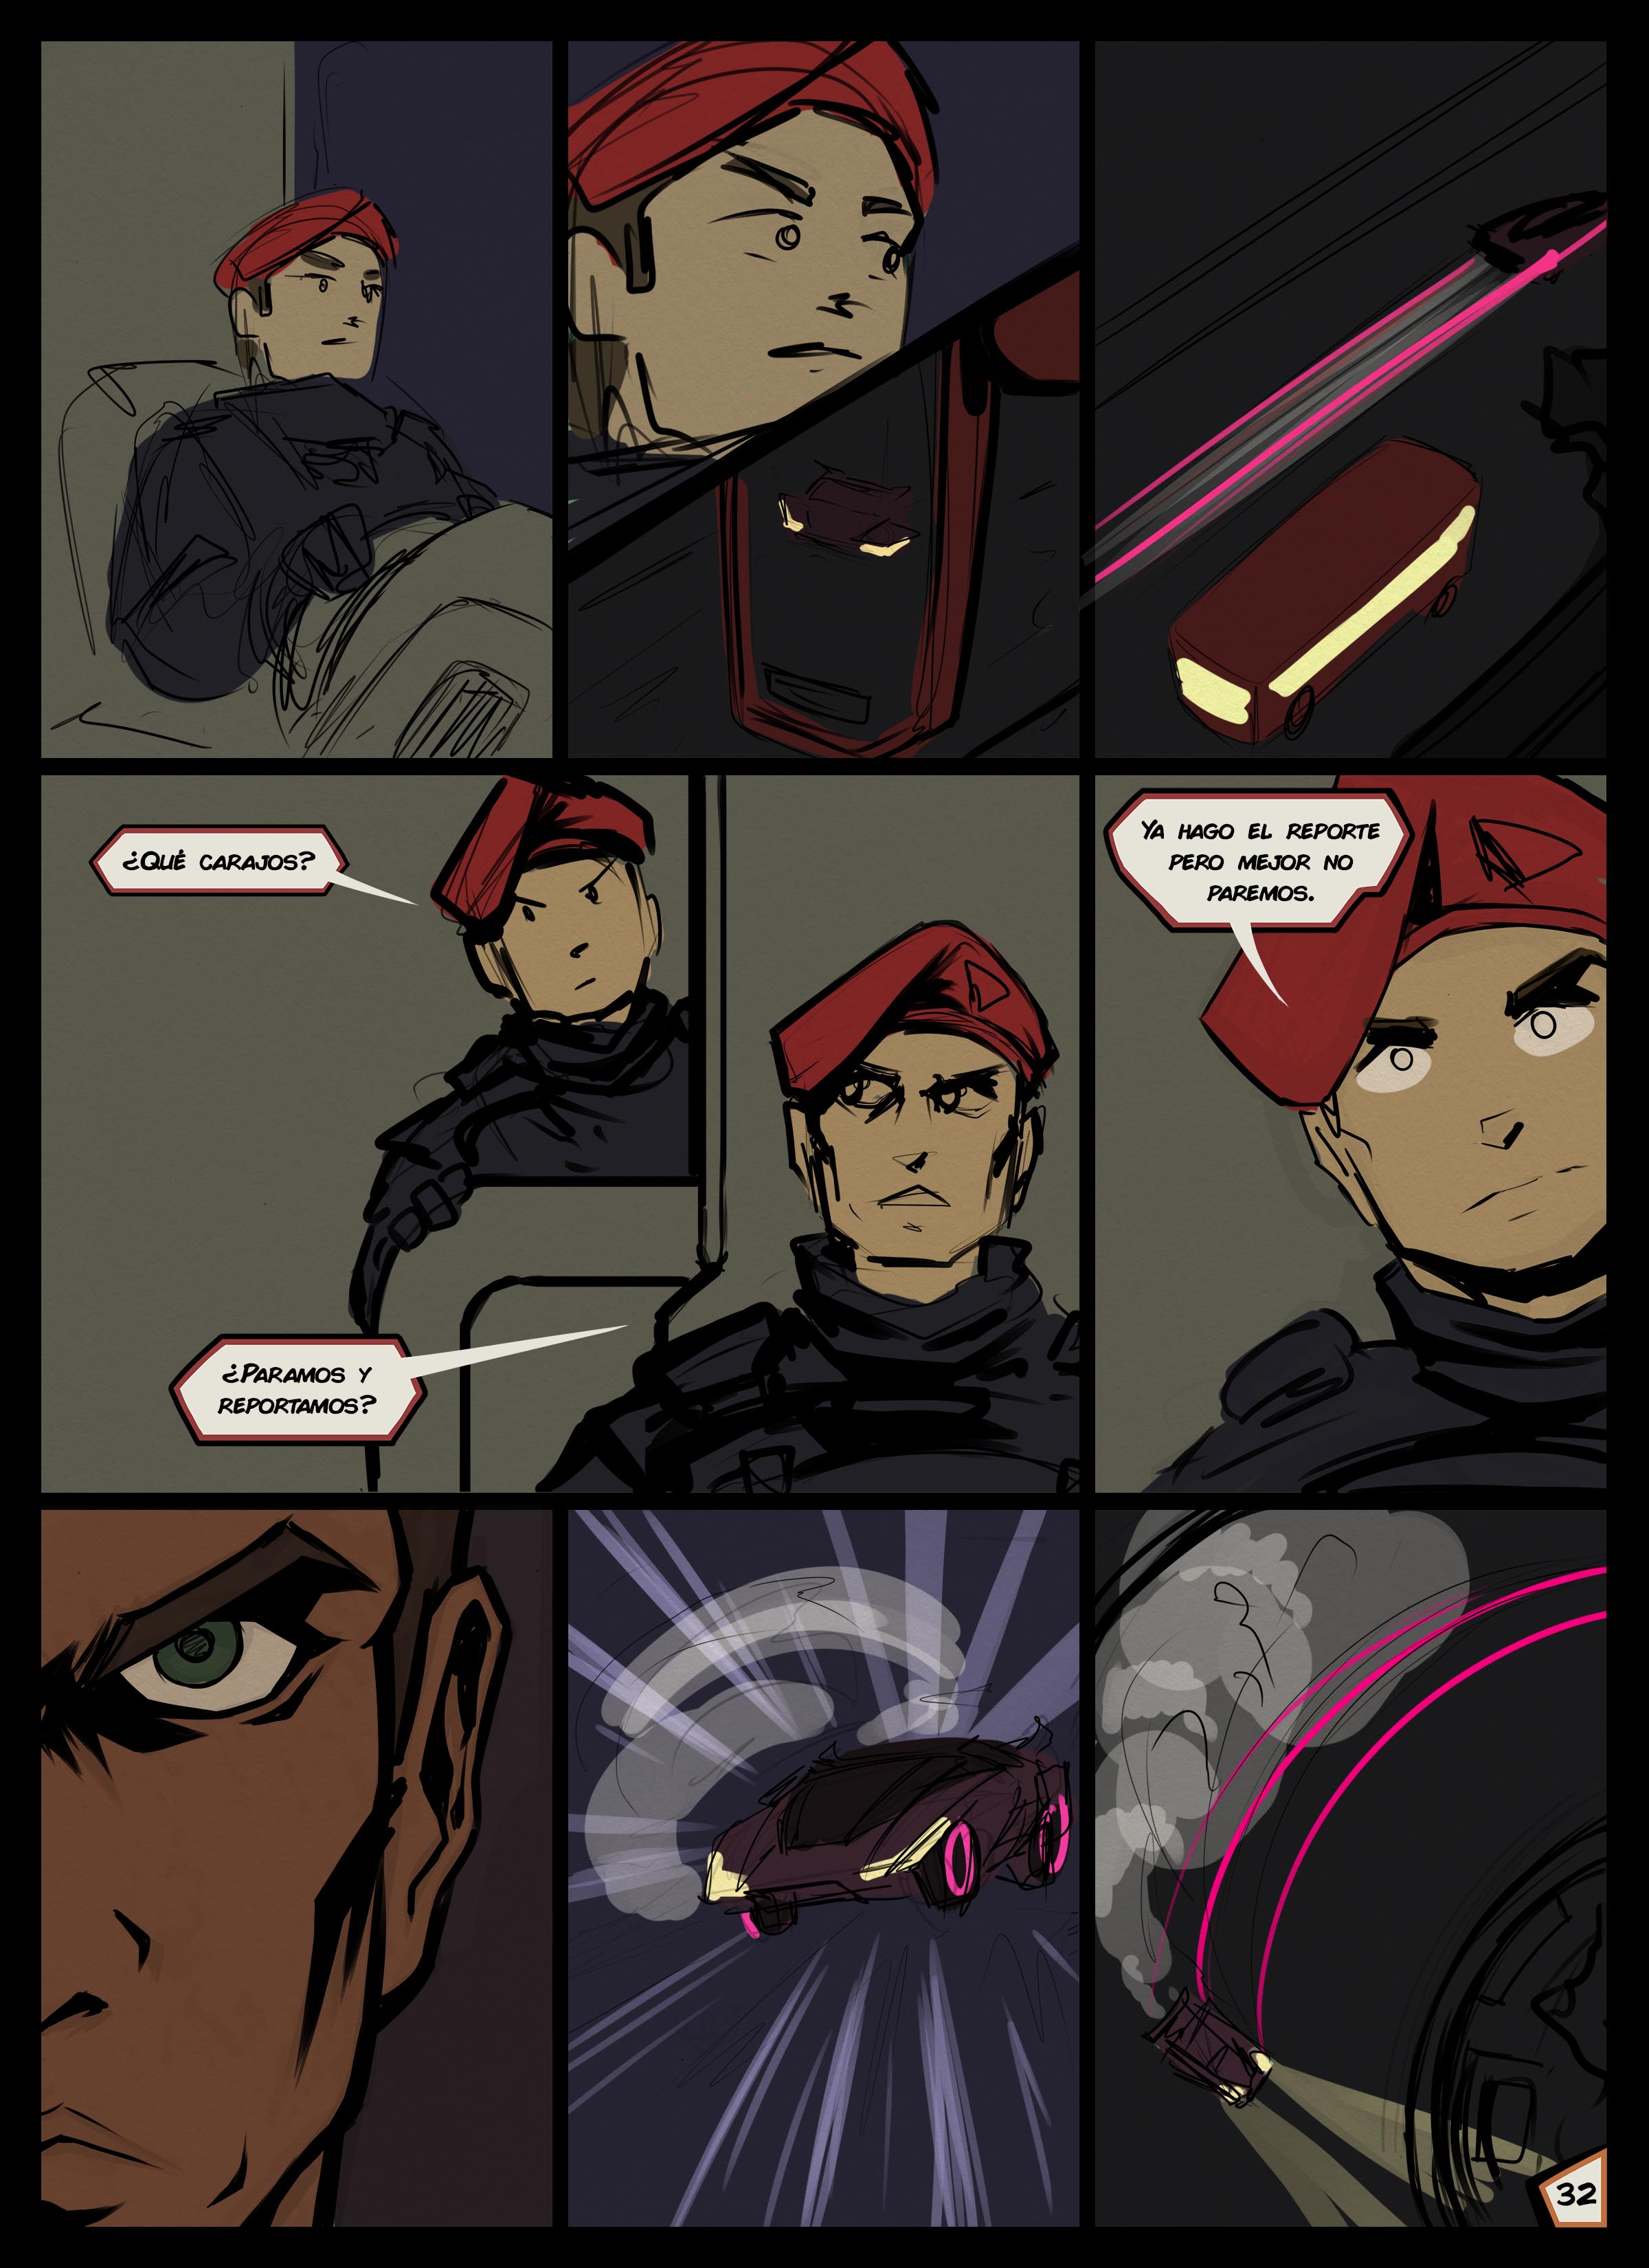 ¿QUÉ CARAJOS?
¿PARAMOS Y
REPORTAMOS?
YA HAGO EL REPORTE
PERO MEJOR NO
PAREMOS.
32